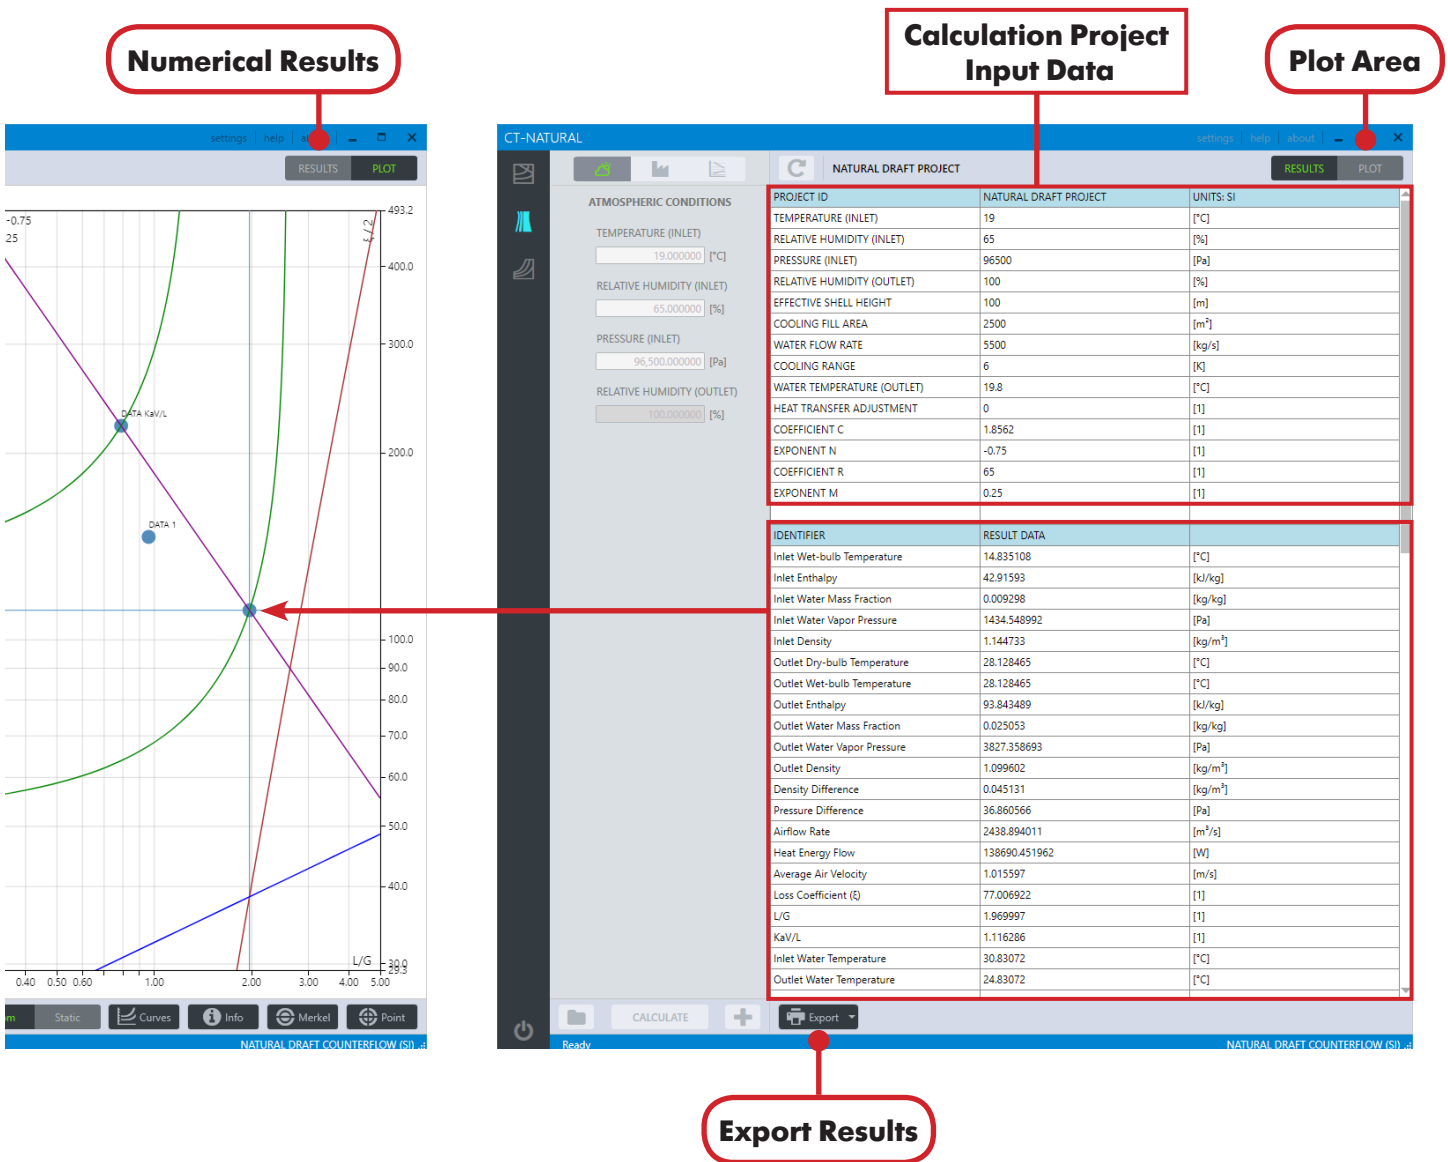 Numerical Results
Calculation Project
Input Data
Plot Area
settings help
RESULTS PLOT
-0.75
25
493.2
ξ / 2
400.0
300.0
DATA KaV/L
200.0
DATA 1
100.0
90.0
80.0
70.0
60.0
50.0
40.0
L/G
30.0
29.3
0.40 0.50 0.60 1.00 2.00 3.00 4.00 5.00
om Static Curves Info Merkel Point
NATURAL DRAFT COUNTERFLOW (SI)
CT-NATURAL
settings help about
NATURAL DRAFT PROJECT
RESULTS PLOT
ATMOSPHERIC CONDITIONS
TEMPERATURE (INLET)
19.000000 [°C]
RELATIVE HUMIDITY (INLET)
65.000000 [%]
PRESSURE (INLET)
96,500.000000 [Pa]
RELATIVE HUMIDITY (OUTLET)
100.000000 [%]
PROJECT ID NATURAL DRAFT PROJECT UNITS: SI
TEMPERATURE (INLET) 19 [°C]
RELATIVE HUMIDITY (INLET) 65 [%]
PRESSURE (INLET) 96500 [Pa]
RELATIVE HUMIDITY (OUTLET) 100 [%]
EFFECTIVE SHELL HEIGHT 100 [m]
COOLING FILL AREA 2500 [m²]
WATER FLOW RATE 5500 [kg/s]
COOLING RANGE 6 [K]
WATER TEMPERATURE (OUTLET) 19.8 [°C]
HEAT TRANSFER ADJUSTMENT 0 [1]
COEFFICIENT C 1.8562 [1]
EXPONENT N -0.75 [1]
COEFFICIENT R 65 [1]
EXPONENT M 0.25 [1]
IDENTIFIER RESULT DATA
Inlet Wet-bulb Temperature 14.835108 [°C]
Inlet Enthalpy 42.91593 [kJ/kg]
Inlet Water Mass Fraction 0.009298 [kg/kg]
Inlet Water Vapor Pressure 1434.548992 [Pa]
Inlet Density 1.144733 [kg/m³]
Outlet Dry-bulb Temperature 28.128465 [°C]
Outlet Wet-bulb Temperature 28.128465 [°C]
Outlet Enthalpy 93.843489 [kJ/kg]
Outlet Water Mass Fraction 0.025053 [kg/kg]
Outlet Water Vapor Pressure 3827.358693 [Pa]
Outlet Density 1.099602 [kg/m³]
Density Difference 0.045131 [kg/m³]
Pressure Difference 36.860566 [Pa]
Airflow Rate 2438.894011 [m³/s]
Heat Energy Flow 138690.451962 [W]
Average Air Velocity 1.015597 [m/s]
Loss Coefficient (ξ) 77.006922 [1]
L/G 1.969997 [1]
KaV/L 1.116286 [1]
Inlet Water Temperature 30.83072 [°C]
Outlet Water Temperature 24.83072 [°C]
CALCULATE Export
Ready NATURAL DRAFT COUNTERFLOW (SI)
Export Results